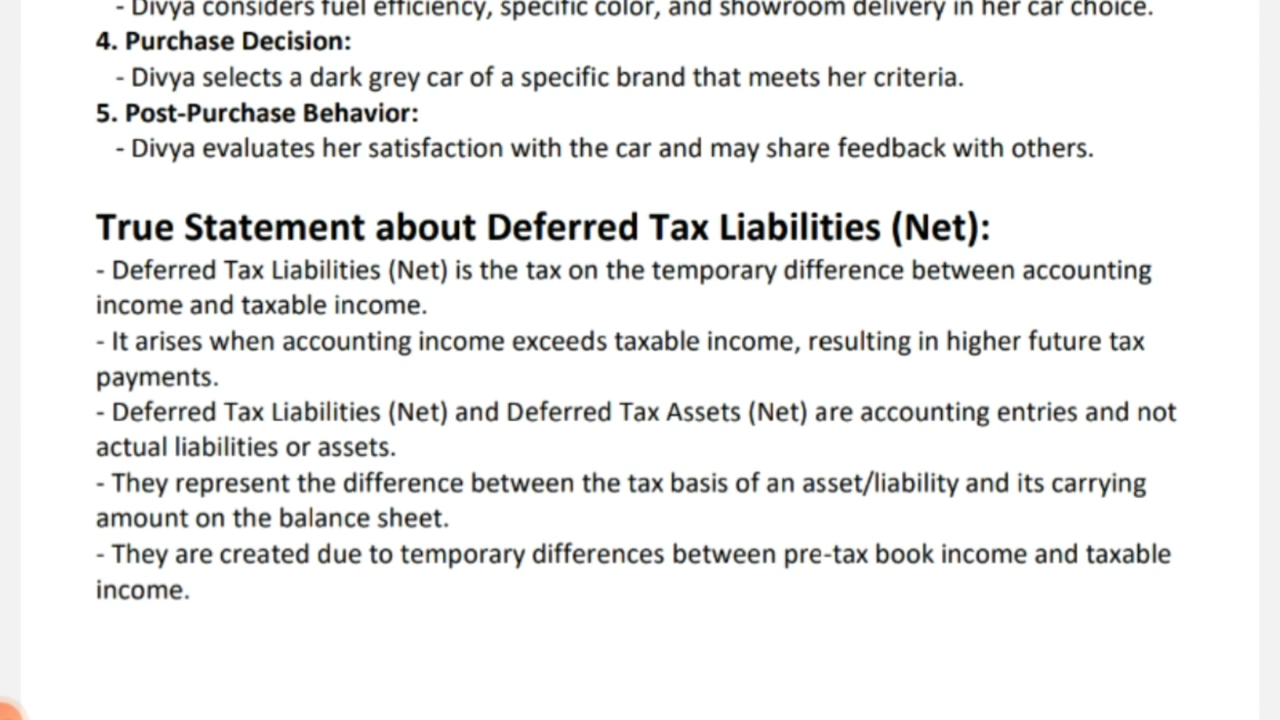 - Divya considers fuel efficiency, specific color, and showroom delivery in her car choice.
4. Purchase Decision:
- Divya selects a dark grey car of a specific brand that meets her criteria.
5. Post-Purchase Behavior:
- Divya evaluates her satisfaction with the car and may share feedback with others.
True Statement about Deferred Tax Liabilities (Net):
- Deferred Tax Liabilities (Net) is the tax on the temporary difference between accounting
income and taxable income.
- It arises when accounting income exceeds taxable income, resulting in higher future tax
payments.
- Deferred Tax Liabilities (Net) and Deferred Tax Assets (Net) are accounting entries and not
actual liabilities or assets.
- They represent the difference between the tax basis of an asset/liability and its carrying
amount on the balance sheet.
- They are created due to temporary differences between pre-tax book income and taxable
income.